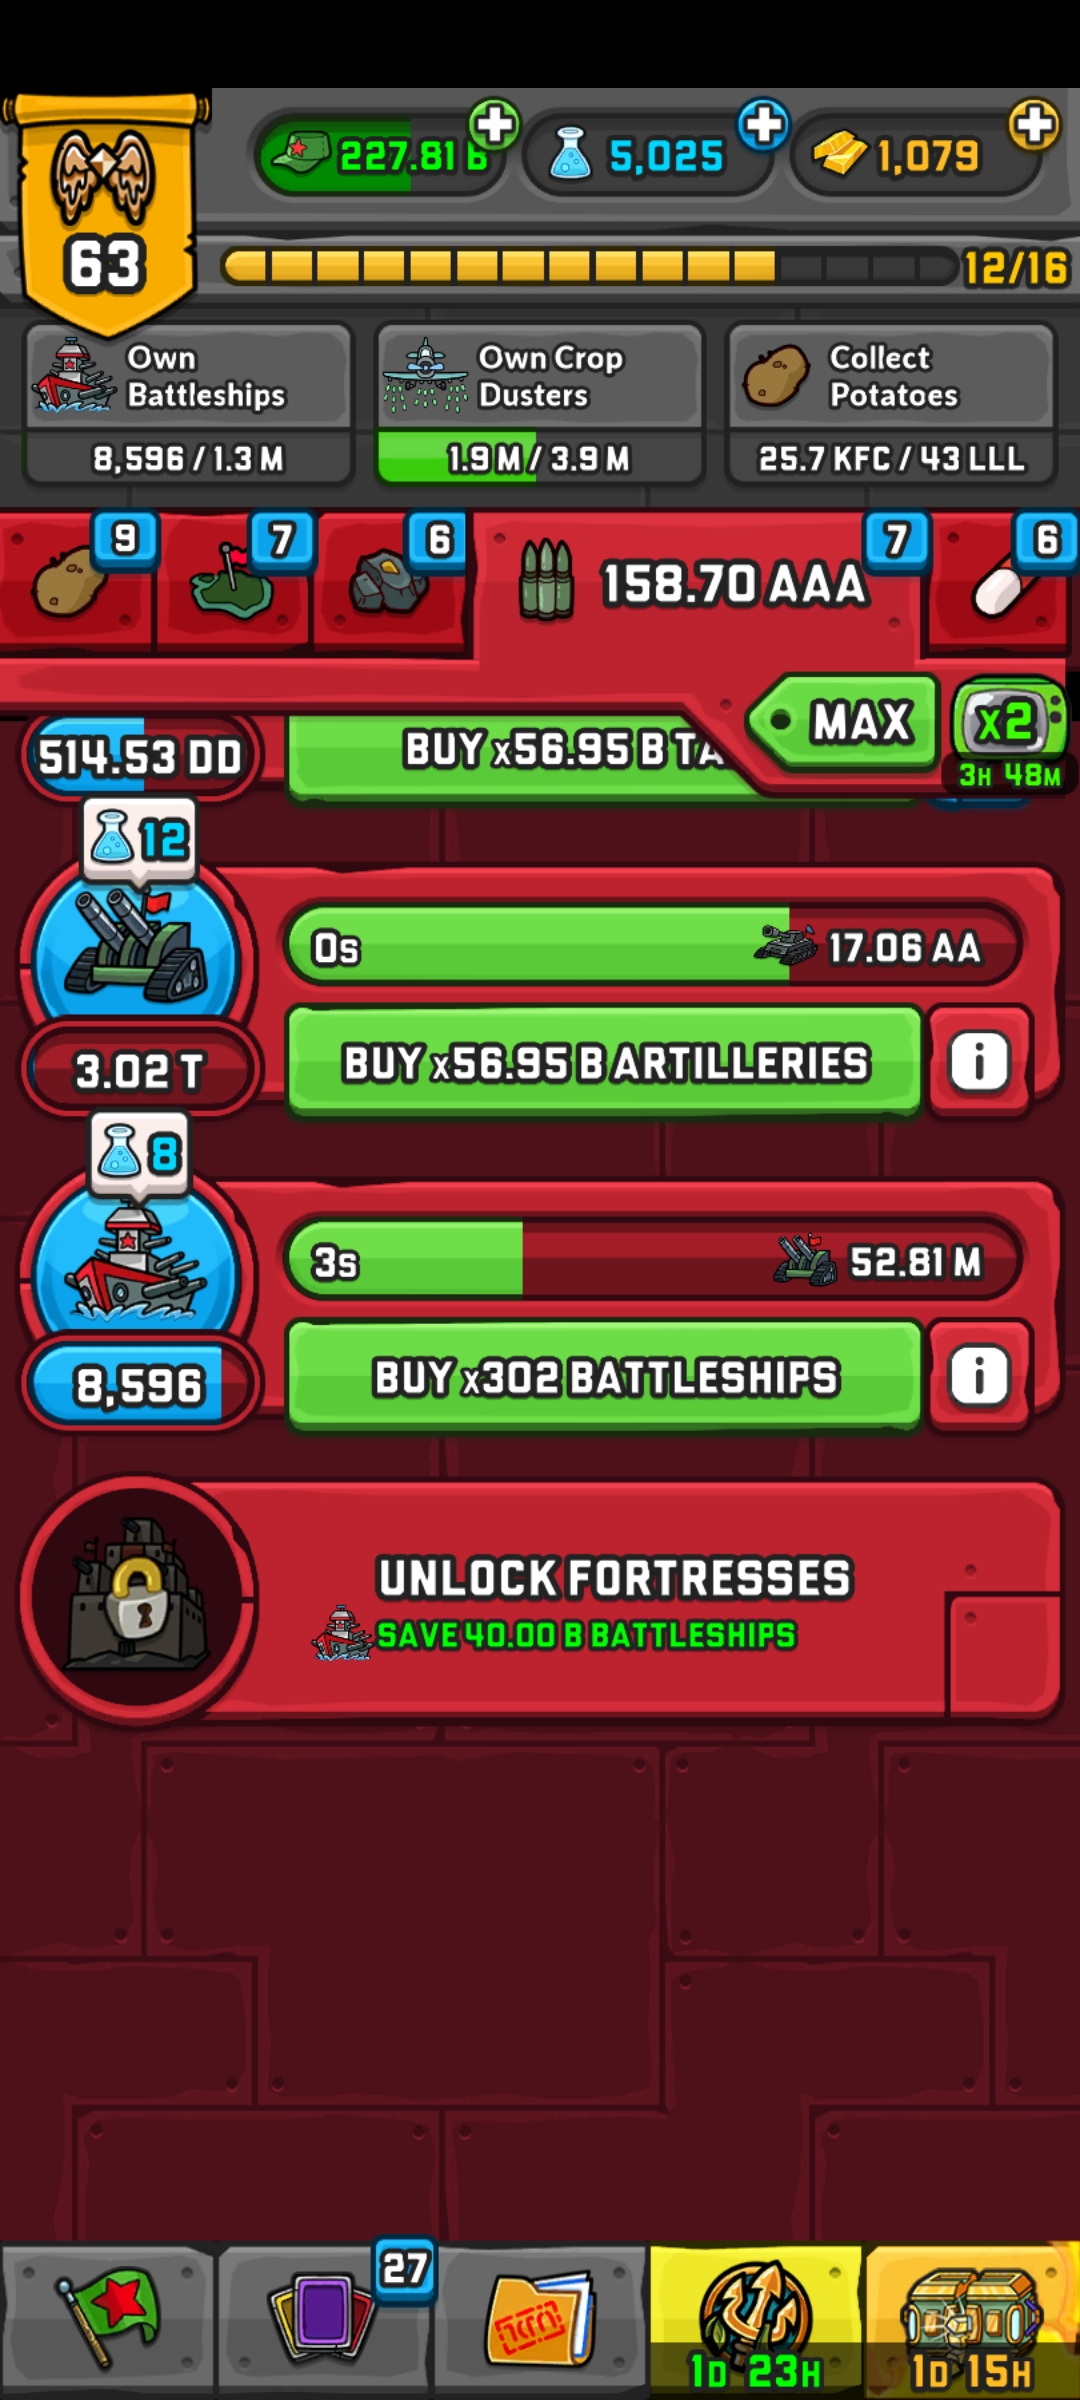 227.81 B
5,025
1,079
63
12/16
Own
Battleships
8,596 / 1.3 M
Own Crop
Dusters
1.9 M / 3.9 M
Collect
Potatoes
25.7 KFC / 43 LLL
9
7
6
158.70 AAA
7
6
MAX
x2
3H 48M
514.53 DD
BUY x56.95 B TA
12
0s
17.06 AA
3.02 T
BUY x56.95 B ARTILLERIES
i
8
3s
52.81 M
8,596
BUY x302 BATTLESHIPS
i
UNLOCK FORTRESSES
SAVE 40.00 B BATTLESHIPS
27
1D 23H
1D 15H